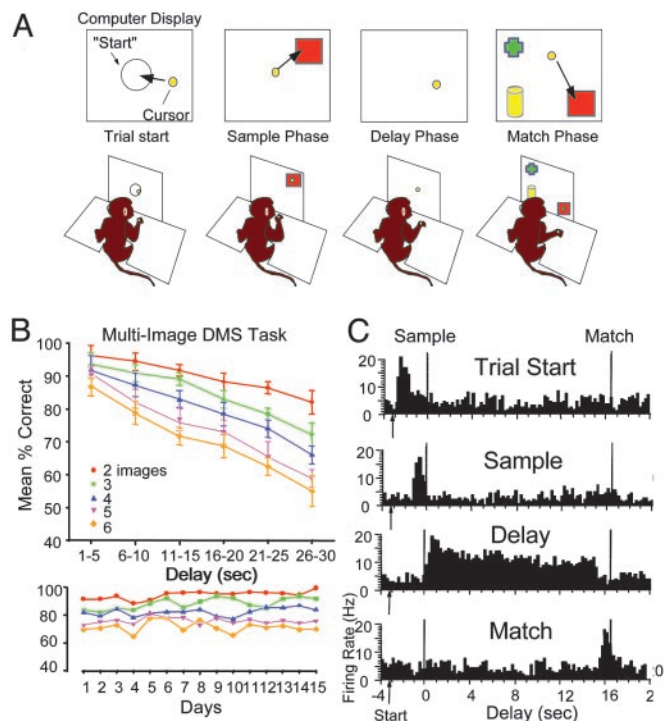 A
Computer Display
"Start"
Cursor
Trial start
Sample Phase
Delay Phase
Match Phase
B
Multi-Image DMS Task
Mean % Correct
100
90
80
70
60
50
40
2 images
3
4
5
6
1-5 6-10 11-15 16-20 21-25 26-30
Delay (sec)
100
80
60
40
1 2 3 4 5 6 7 8 9 10 11 12 13 14 15
Days
C
Sample Match
20
10
0
Trial Start
20
10
0
Sample
20
10
0
Delay
20
10
0
Match
Firing Rate (Hz)
-4 0 4 8 12 16 2
Delay (sec)
Start